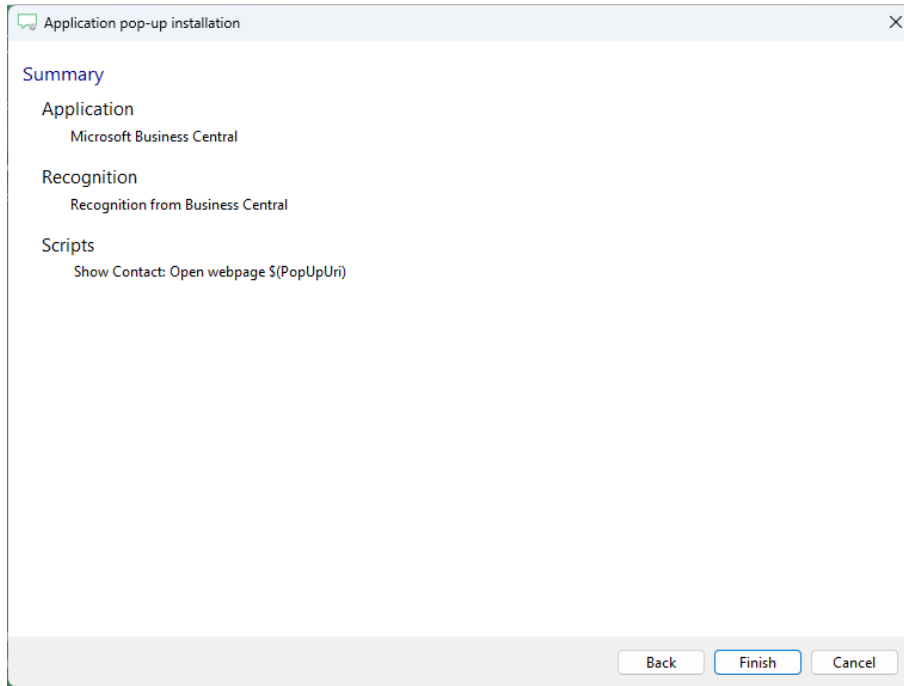 Application pop-up installation
Summary
Application
Microsoft Business Central
Recognition
Recognition from Business Central
Scripts
Show Contact: Open webpage $(PopUpUri)
Back
Finish
Cancel